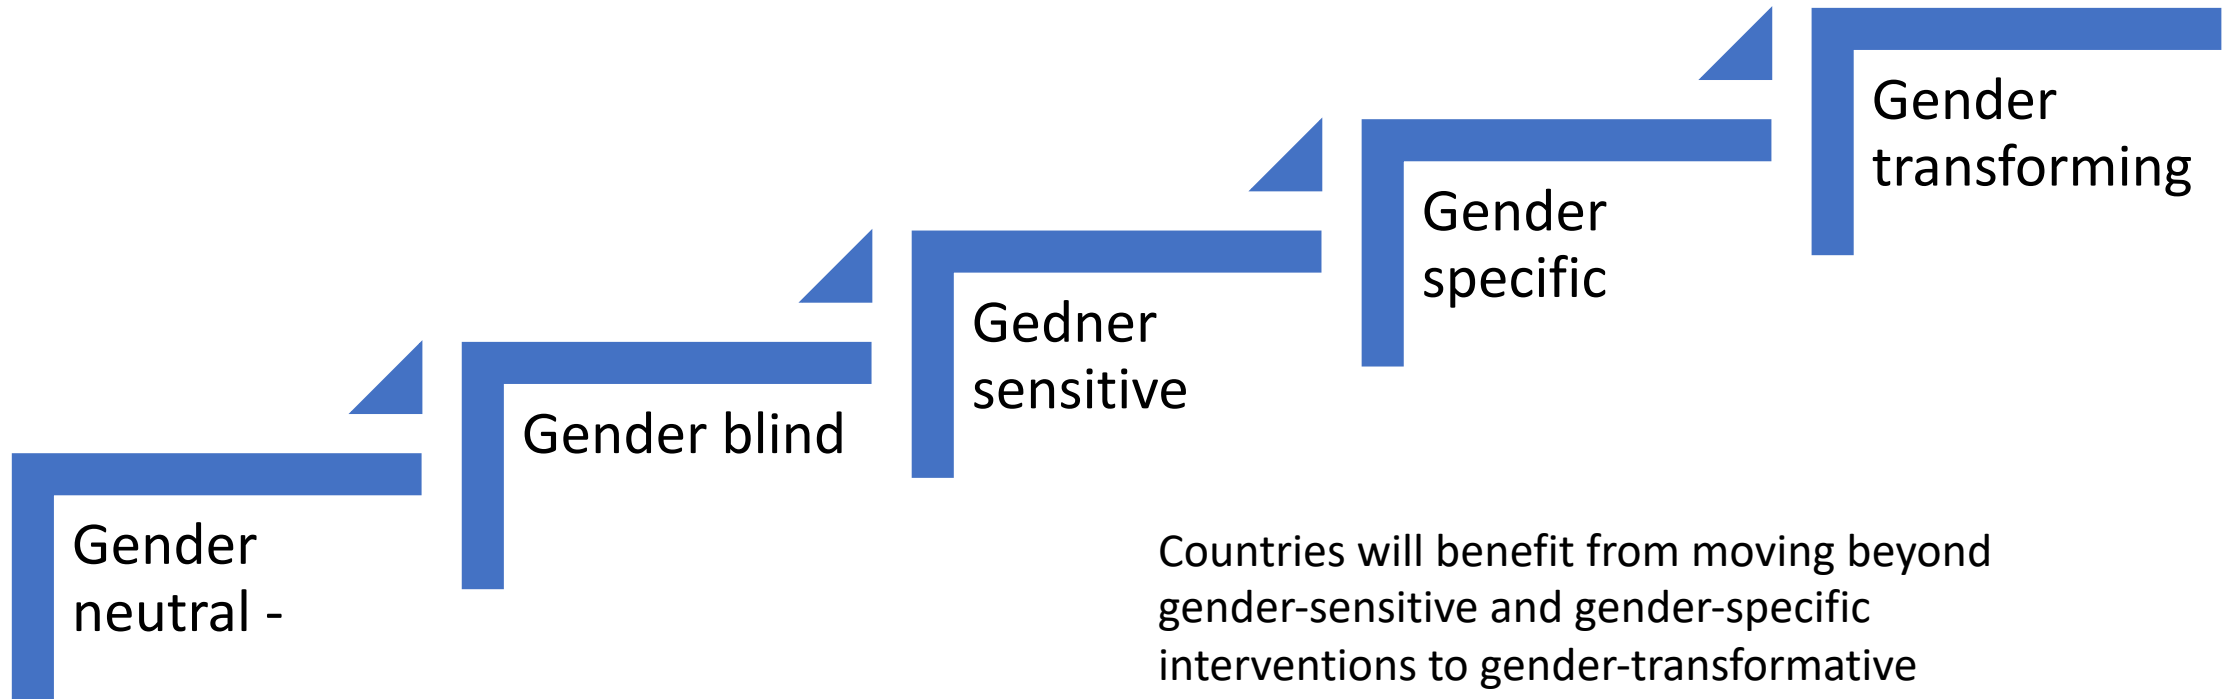 Gender
neutral -
Gender blind
Gedner
sensitive
Gender
specific
Gender
transforming
Countries will benefit from moving beyond
gender-sensitive and gender-specific
interventions to gender-transformative